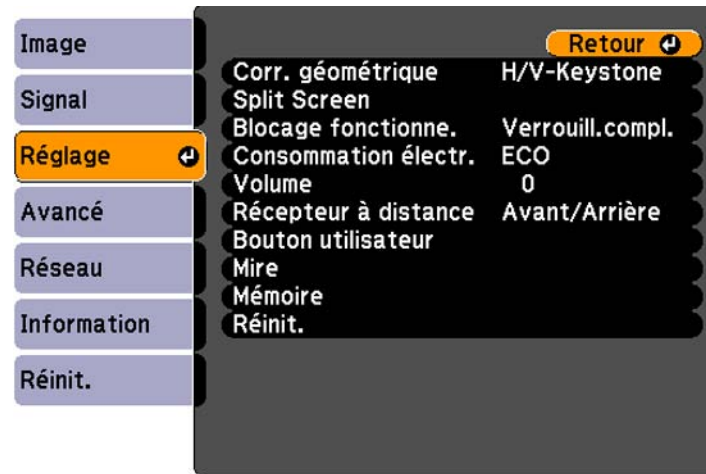 Image
Signal
Réglage
Avancé
Réseau
Information
Réinit.
Retour
Corr. géométrique H/V-Keystone
Split Screen
Blocage fonctionne. Verrouill.compl.
Consommation électr. ECO
Volume 0
Récepteur à distance Avant/Arrière
Bouton utilisateur
Mire
Mémoire
Réinit.